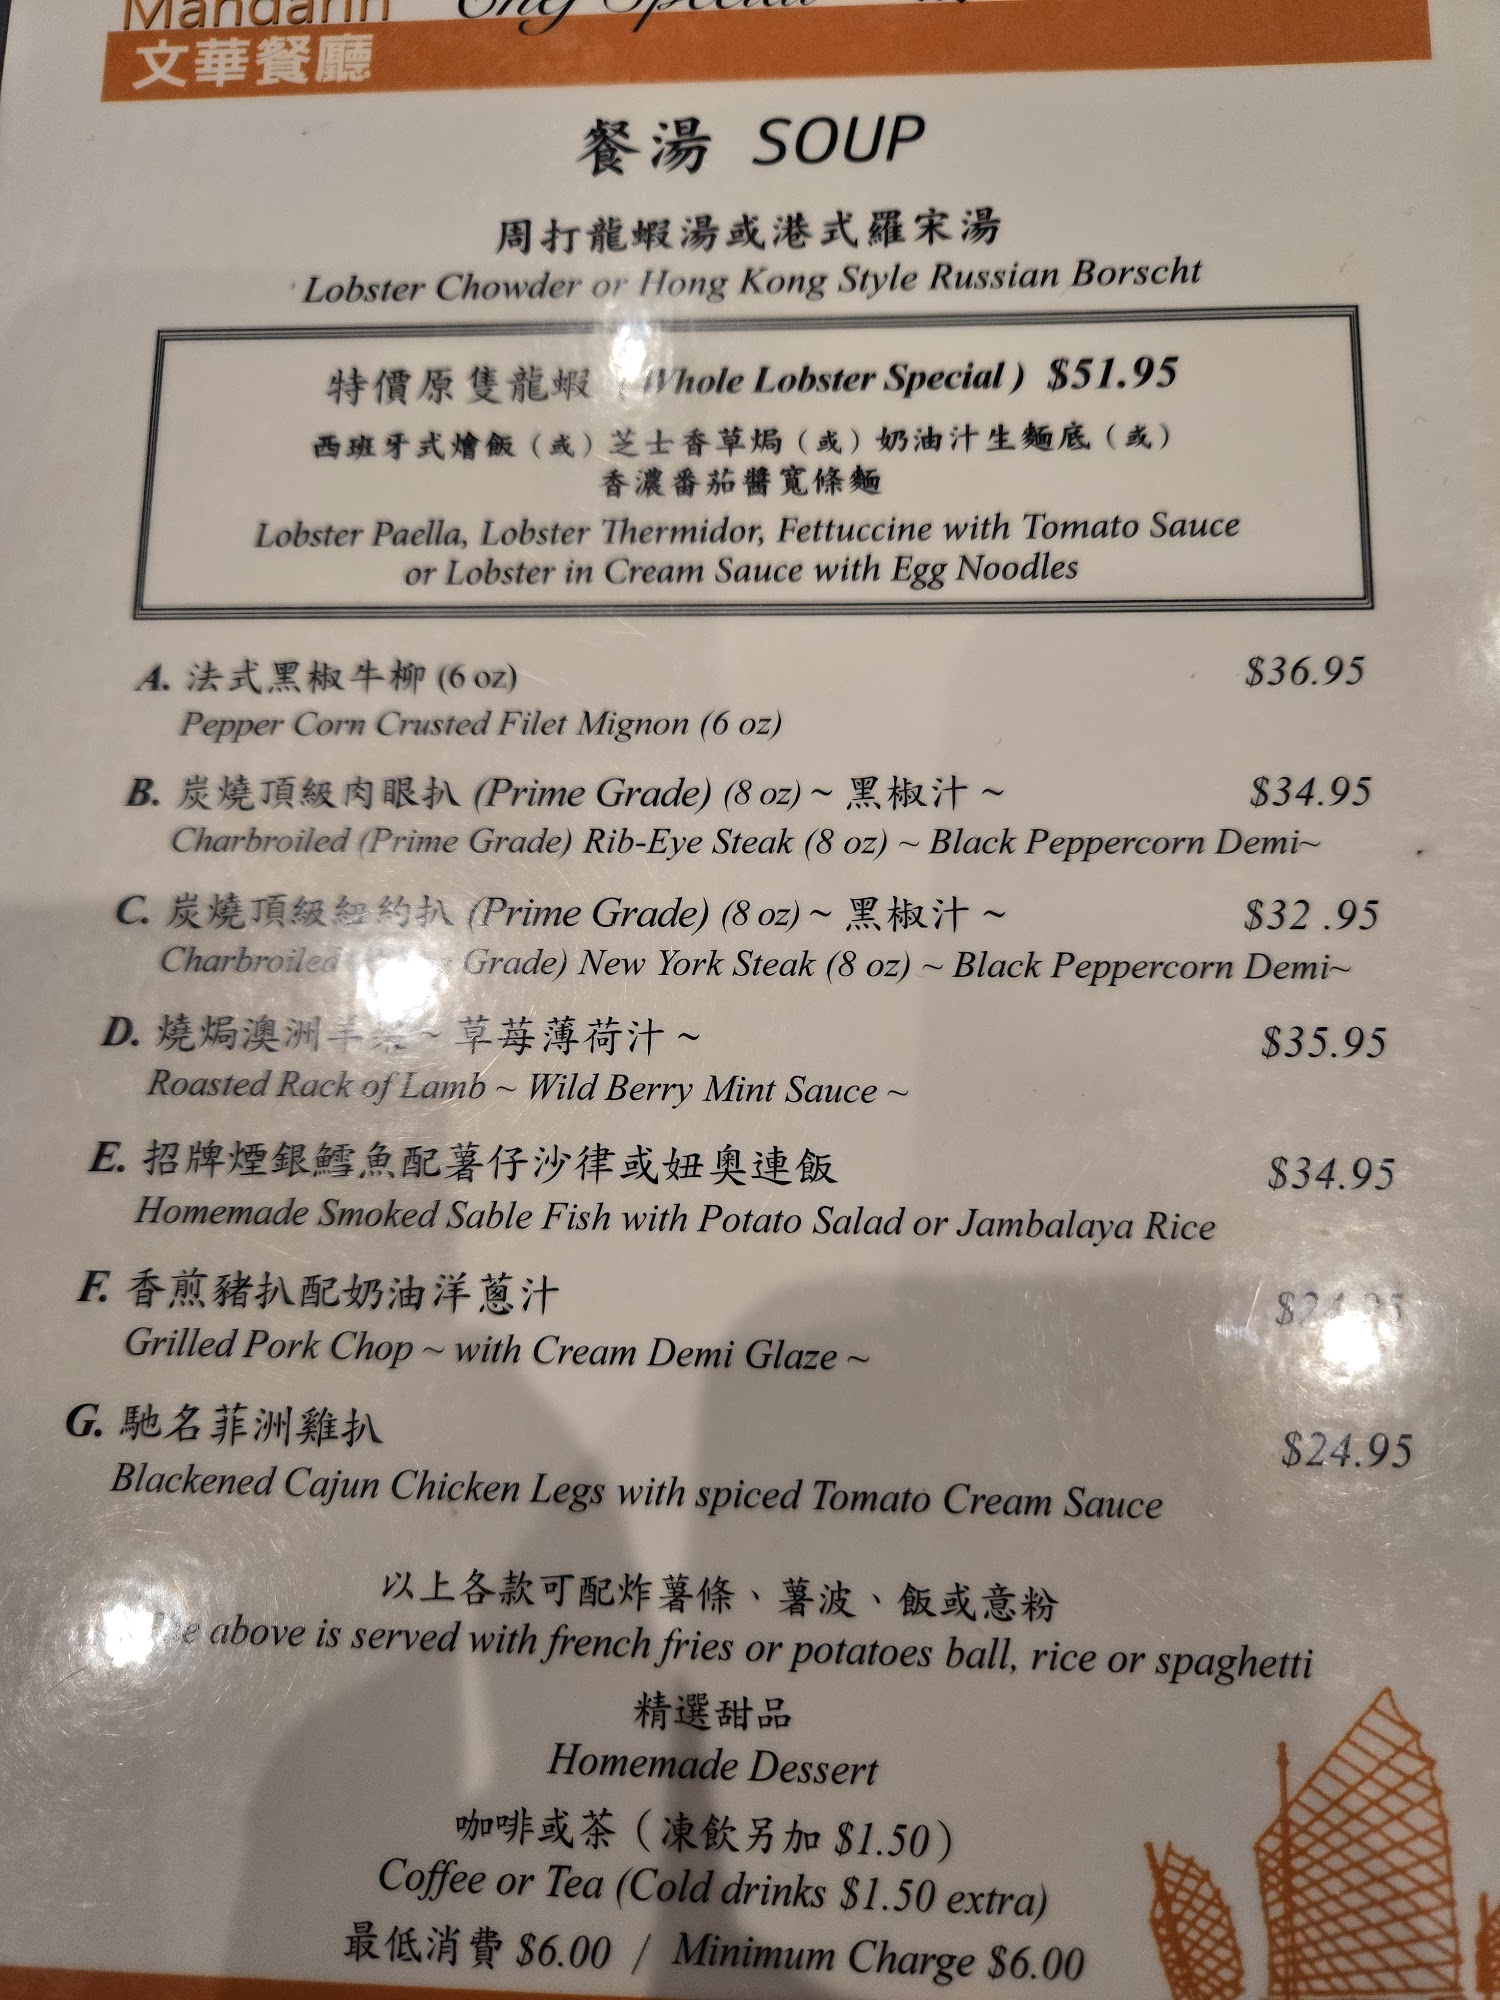 Mandarin Chef Special
文華餐廳
餐湯 SOUP
周打龍蝦湯或港式羅宋湯
Lobster Chowder or Hong Kong Style Russian Borscht
特價原隻龍蝦 (Whole Lobster Special) $51.95
西班牙式燴飯（或）芝士香草焗（或）奶油汁生麵底（或）
香濃番茄醬寬條麵
Lobster Paella, Lobster Thermidor, Fettuccine with Tomato Sauce
or Lobster in Cream Sauce with Egg Noodles
A. 法式黑椒牛柳 (6 oz) $36.95
Pepper Corn Crusted Filet Mignon (6 oz)
B. 炭燒頂級肉眼扒 (Prime Grade) (8 oz) ~ 黑椒汁 ~ $34.95
Charbroiled (Prime Grade) Rib-Eye Steak (8 oz) ~ Black Peppercorn Demi~
C. 炭燒頂級紐約扒 (Prime Grade) (8 oz) ~ 黑椒汁 ~ $32 .95
Charbroiled Grade) New York Steak (8 oz) ~ Black Peppercorn Demi~
D. 燒焗澳洲羊架 ~ 草莓薄荷汁 ~ $35.95
Roasted Rack of Lamb ~ Wild Berry Mint Sauce ~
E. 招牌煙銀鱈魚配薯仔沙律或妞奧連飯 $34.95
Homemade Smoked Sable Fish with Potato Salad or Jambalaya Rice
F. 香煎豬扒配奶油洋蔥汁 $24.95
Grilled Pork Chop ~ with Cream Demi Glaze ~
G. 馳名菲洲雞扒 $24.95
Blackened Cajun Chicken Legs with spiced Tomato Cream Sauce
以上各款可配炸薯條、薯波、飯或意粉
The above is served with french fries or potatoes ball, rice or spaghetti
精選甜品
Homemade Dessert
咖啡或茶（凍飲另加 $1.50）
Coffee or Tea (Cold drinks $1.50 extra)
最低消費 $6.00 / Minimum Charge $6.00